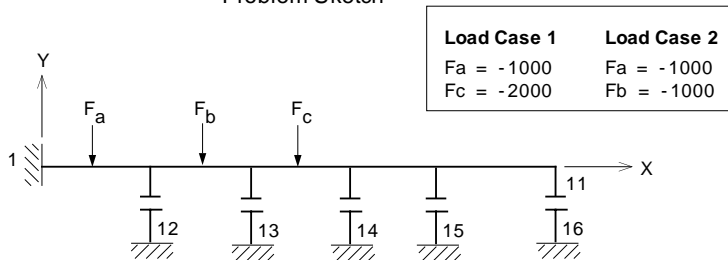 Problem Sketch
Load Case 1 Load Case 2
Fa = -1000 Fa = -1000
Fc = -2000 Fb = -1000
Y
Fa Fb Fc
1 X
11
12 13 14 15 16